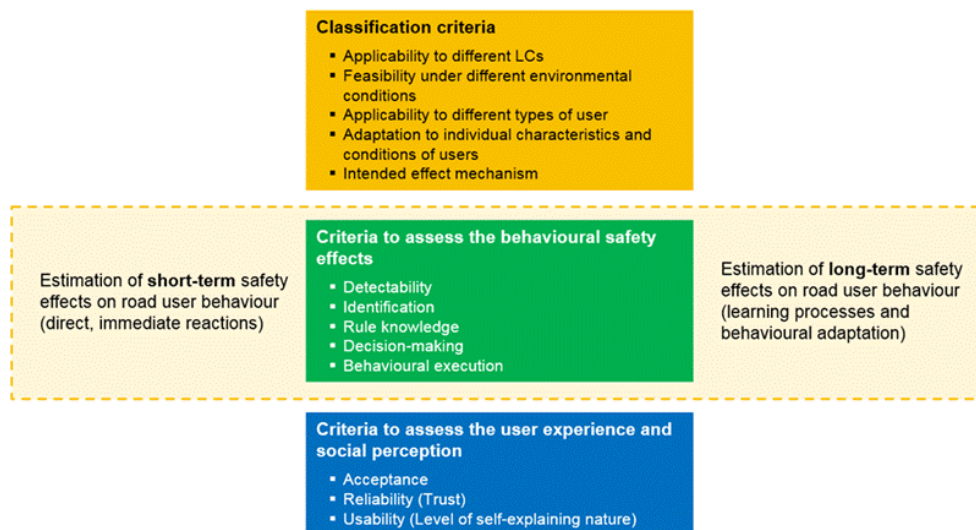 Classification criteria
▪ Applicability to different LCs
▪ Feasibility under different environmental
conditions
▪ Applicability to different types of user
▪ Adaptation to individual characteristics and
conditions of users
▪ Intended effect mechanism
Estimation of short-term safety
effects on road user behaviour
(direct, immediate reactions)
Criteria to assess the behavioural safety
effects
▪ Detectability
▪ Identification
▪ Rule knowledge
▪ Decision-making
▪ Behavioural execution
Estimation of long-term safety
effects on road user behaviour
(learning processes and
behavioural adaptation)
Criteria to assess the user experience and
social perception
▪ Acceptance
▪ Reliability (Trust)
▪ Usability (Level of self-explaining nature)